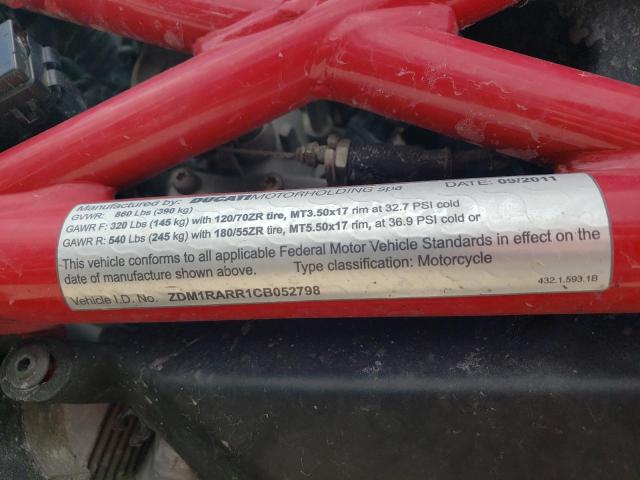 Manufactured by: DUCATIMOTORHOLDING spa DATE: 09/2011
GVWR: 860 Lbs (390 kg)
GAWR F: 320 Lbs (145 kg) with 120/70ZR tire, MT3.50x17 rim, at 32.7 PSI cold
GAWR R: 540 Lbs (245 kg) with 180/55ZR tire, MT5.50x17 rim, at 36.9 PSI cold or
This vehicle conforms to all applicable Federal Motor Vehicle Standards in effect on the
date of manufacture shown above. Type classification: Motorcycle
Vehicle I.D. No. ZDM1RARR1CB052798 432.1.593.1B